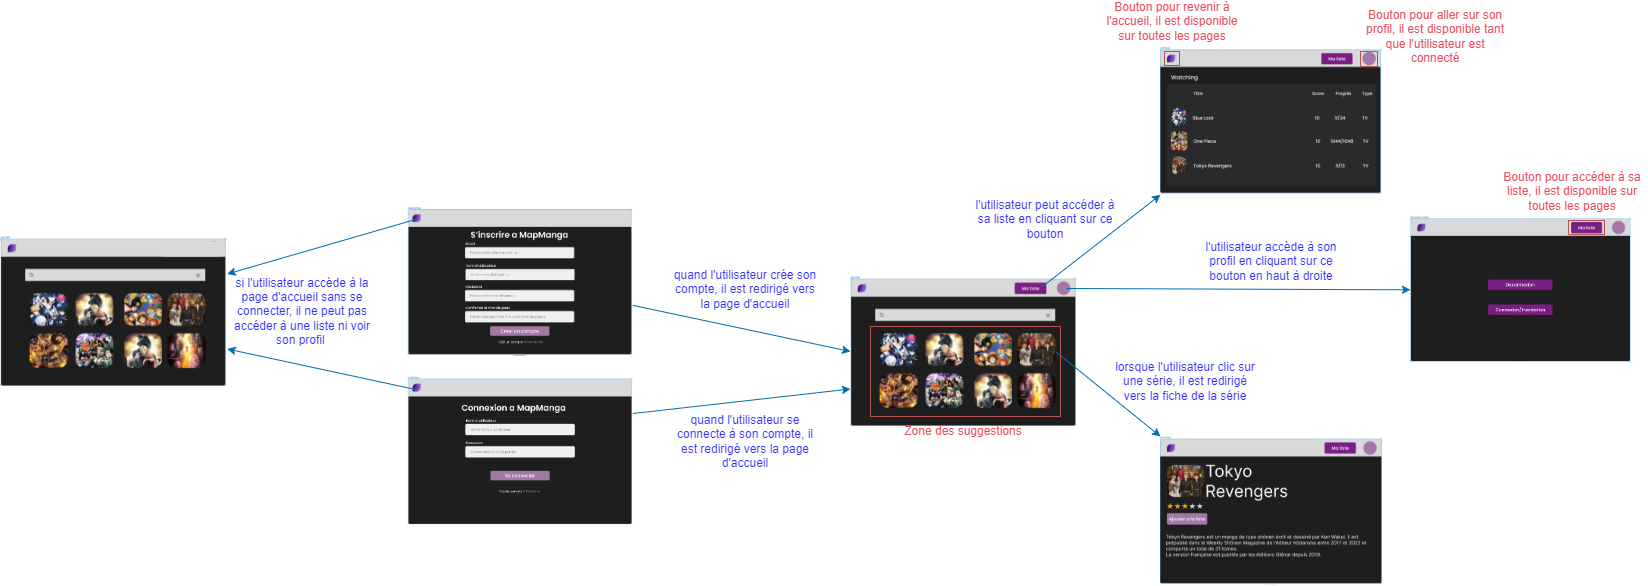 Bouton pour revenir à
l'accueil, il est disponible
sur toutes les pages
Bouton pour aller sur son
profil, il est disponible tant
que l'utilisateur est
connecté
Ma liste
Watching
Titre Score Progrès Type
Blue Lock 10 9/24 TV
One Piece 10 1044/1048 TV
Tokyo Revengers 10 9/13 TV
Bouton pour accéder à sa
liste, il est disponible sur
toutes les pages
l'utilisateur peut accéder à
sa liste en cliquant sur ce
bouton
Ma liste
Deconnexion
Connexion/Inscription
l'utilisateur accède à son
profil en cliquant sur ce
bouton en haut à droite
S'inscrire a MapManga
Email
Nom d'utilisateur
Password
Confirmer le mot de passe
Créer un compte
si l'utilisateur accède à la
page d'accueil sans se
connecter, il ne peut pas
accéder à une liste ni voir
son profil
quand l'utilisateur crée son
compte, il est redirigé vers
la page d'accueil
Ma liste
Zone des suggestions
lorsque l'utilisateur clic sur
une série, il est redirigé
vers la fiche de la série
Connexion a MapManga
Nom d'utilisateur
Password
Se connecter
quand l'utilisateur se
connecte à son compte, il
est redirigé vers la page
d'accueil
Ma liste
Tokyo
Revengers
Ajouter a la liste
Tokyo Revengers est un manga de type shōnen écrit et dessiné par Ken Wakui. Il est
prépublié dans le Weekly Shōnen Magazine de l'éditeur Kōdansha entre 2017 et 2022 et
comporte un total de 31 tomes.
La version française est publiée par les éditions Glénat depuis 2019.